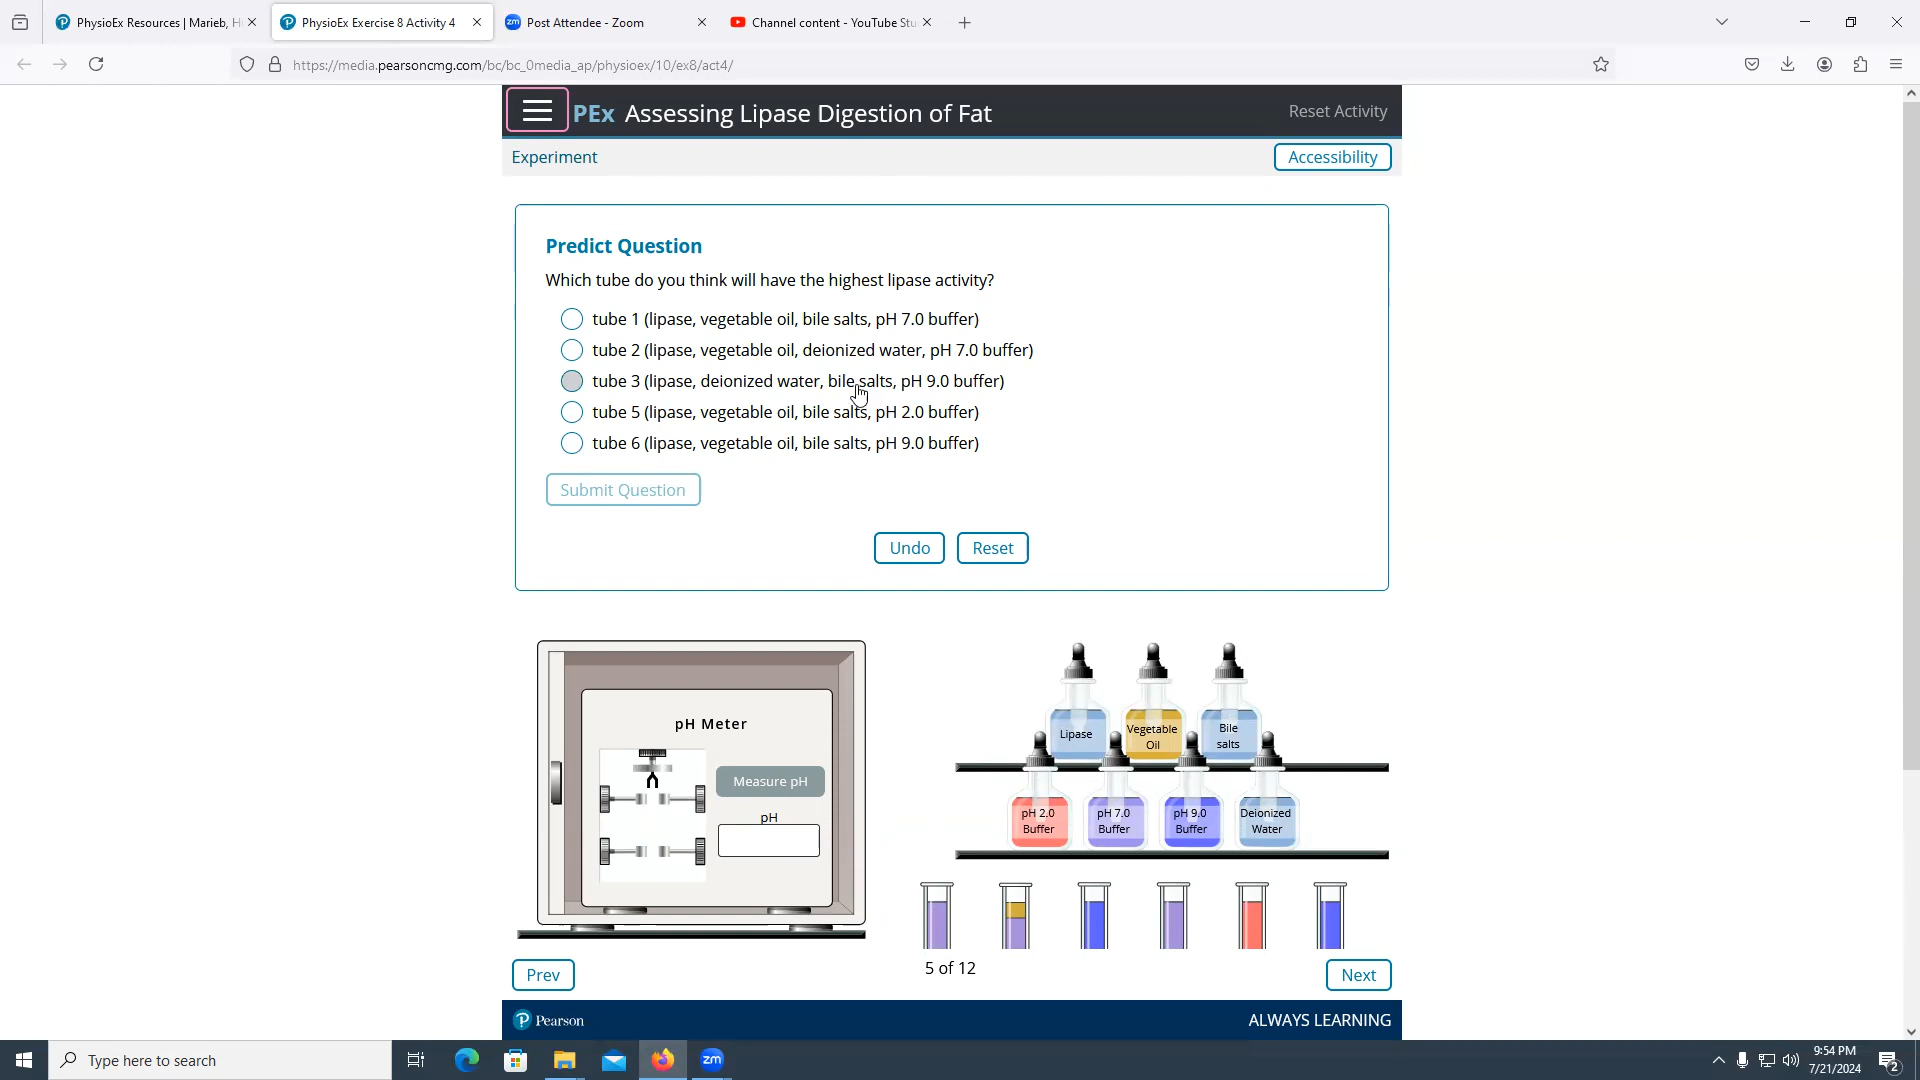 PhysioEx Resources | Marieb, H
PhysioEx Exercise 8 Activity 4
Post Attendee - Zoom
Channel content - YouTube Stu
https://media.pearsoncmg.com/bc/bc_0media_ap/physioex/10/ex8/act4/
PEx Assessing Lipase Digestion of Fat
Reset Activity
Experiment
Accessibility
Predict Question
Which tube do you think will have the highest lipase activity?
tube 1 (lipase, vegetable oil, bile salts, pH 7.0 buffer)
tube 2 (lipase, vegetable oil, deionized water, pH 7.0 buffer)
tube 3 (lipase, deionized water, bile salts, pH 9.0 buffer)
tube 5 (lipase, vegetable oil, bile salts, pH 2.0 buffer)
tube 6 (lipase, vegetable oil, bile salts, pH 9.0 buffer)
Submit Question
Undo
Reset
pH Meter
Measure pH
pH
Lipase
Vegetable
Oil
Bile
salts
pH 2.0
Buffer
pH 7.0
Buffer
pH 9.0
Buffer
Deionized
Water
Prev
5 of 12
Next
Pearson
ALWAYS LEARNING
Type here to search
zm
9:54 PM
7/21/2024
2